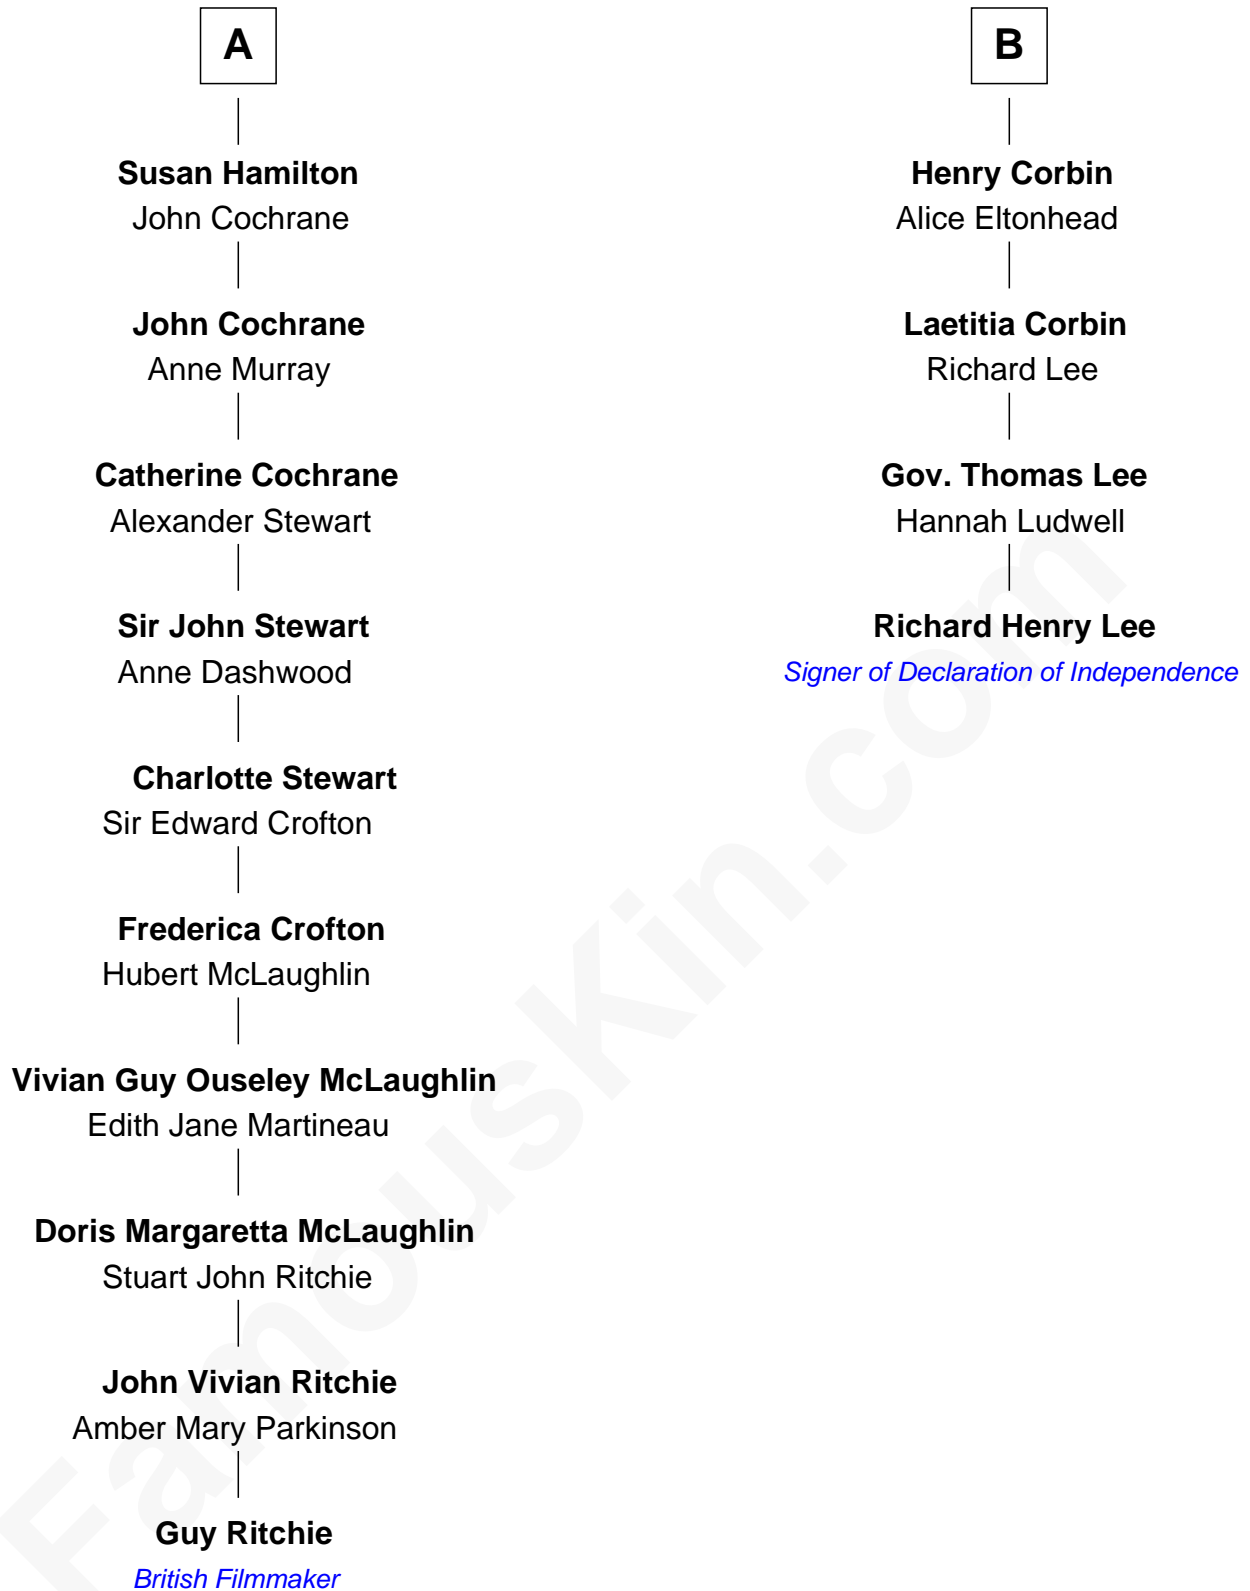 A
Susan Hamilton
John Cochrane
John Cochrane
Anne Murray
Catherine Cochrane
Alexander Stewart
Sir John Stewart
Anne Dashwood
Charlotte Stewart
Sir Edward Crofton
Frederica Crofton
Hubert McLaughlin
Vivian Guy Ouseley McLaughlin
Edith Jane Martineau
Doris Margaretta McLaughlin
Stuart John Ritchie
John Vivian Ritchie
Amber Mary Parkinson
Guy Ritchie
British Filmmaker
B
Henry Corbin
Alice Eltonhead
Laetitia Corbin
Richard Lee
Gov. Thomas Lee
Hannah Ludwell
Richard Henry Lee
Signer of Declaration of Independence
FamousKin.com